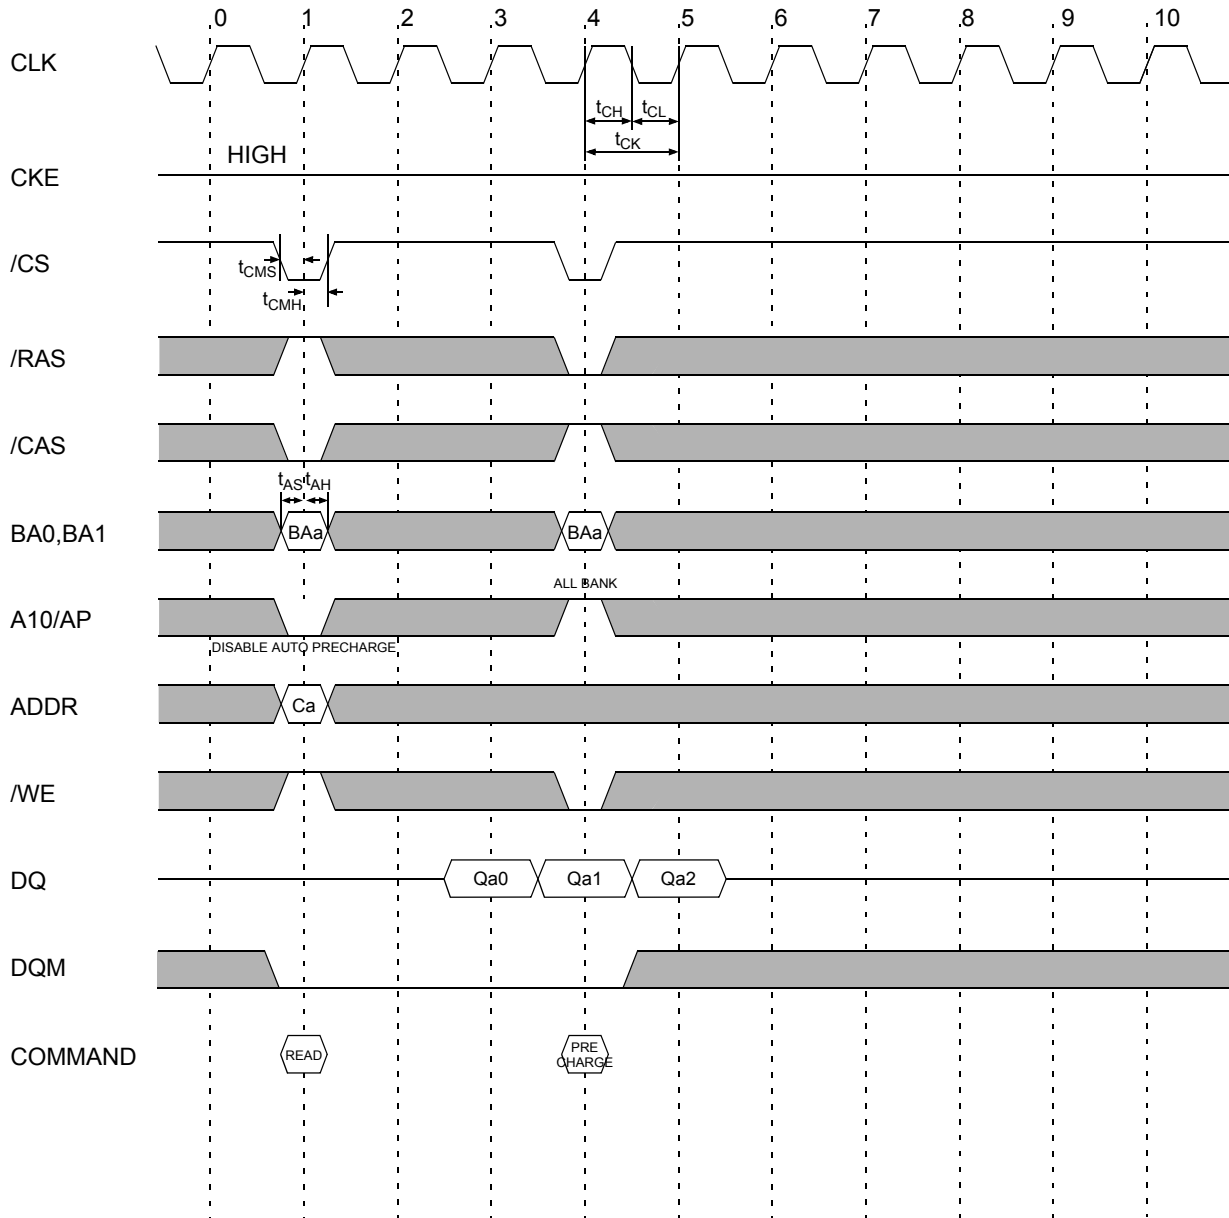 0 1 2 3 4 5 6 7 8 9 10
CLK
tCH tCL
tCK
HIGH
CKE
/CS
tCMS
tCMH
/RAS
/CAS
tAS tAH
BA0,BA1 BAa BAa
ALL BANK
A10/AP
DISABLE AUTO PRECHARGE
ADDR Ca
/WE
DQ Qa0 Qa1 Qa2
DQM
COMMAND READ PRE
CHARGE